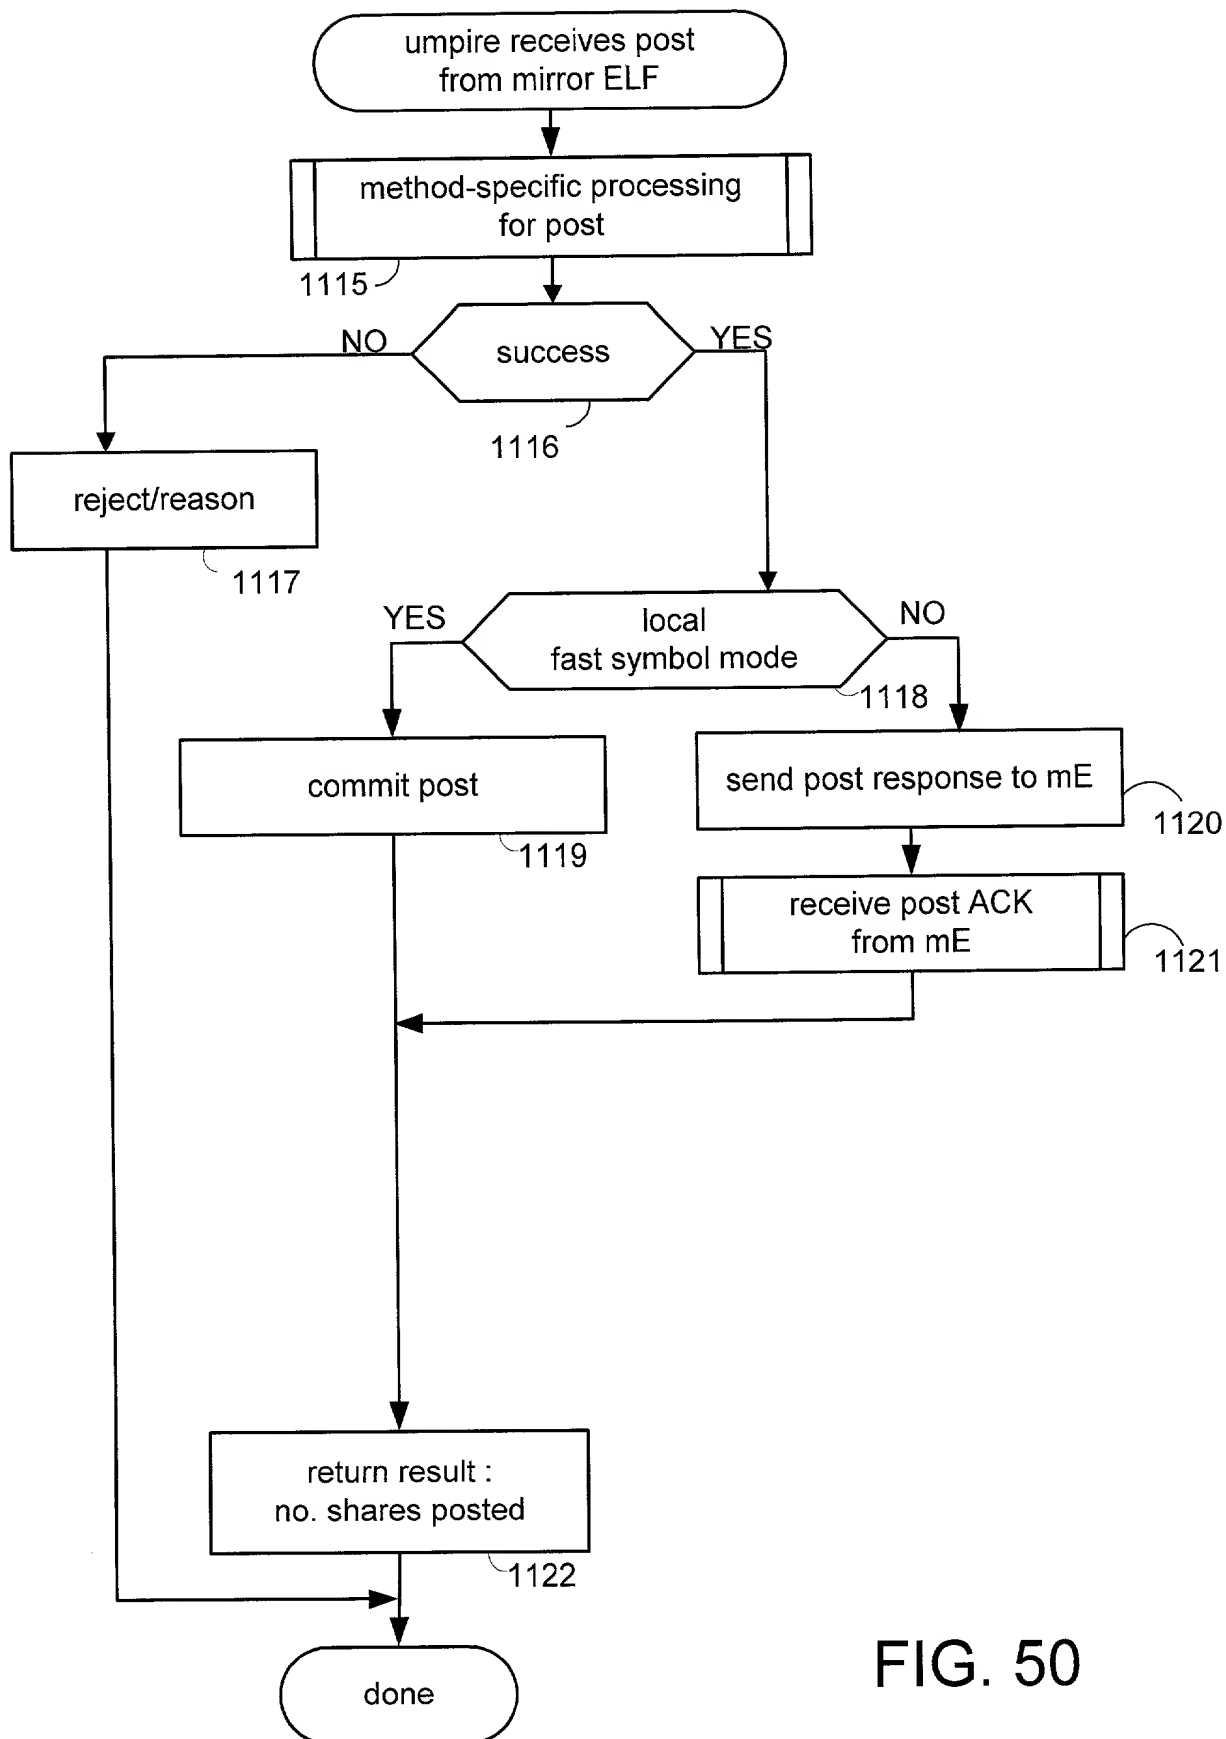 umpire receives post
from mirror ELF
method-specific processing
for post
1115
NO
YES
success
1116
reject/reason
1117
YES
NO
local
fast symbol mode
1118
commit post
1119
send post response to mE
1120
receive post ACK
from mE
1121
return result :
no. shares posted
1122
done
FIG. 50